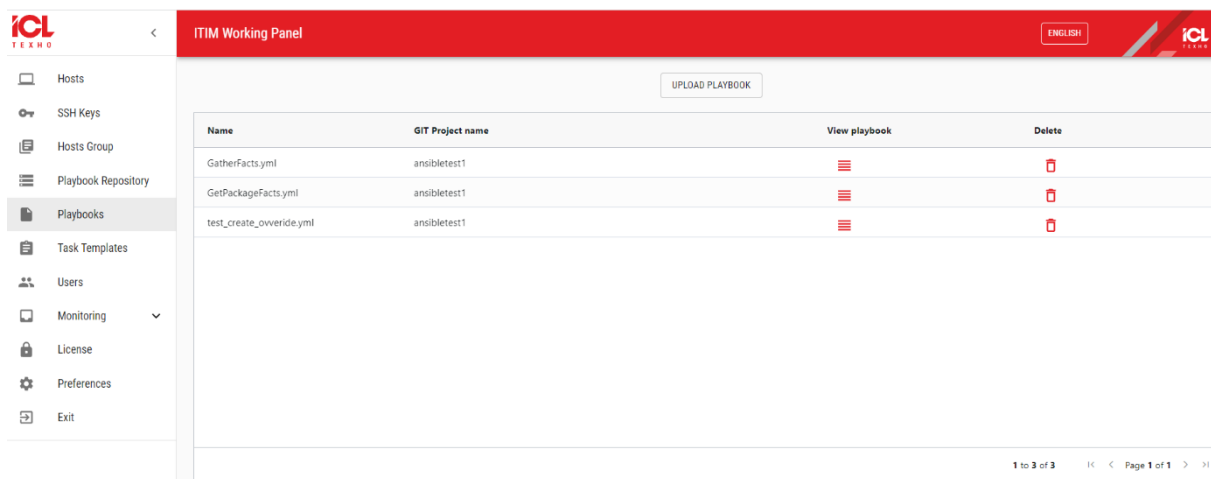 ICL
ТЕХНО
ITIM Working Panel
ENGLISH
ICL
ТЕХНО
Hosts
SSH Keys
Hosts Group
Playbook Repository
Playbooks
Task Templates
Users
Monitoring
License
Preferences
Exit
UPLOAD PLAYBOOK
Name GIT Project name View playbook Delete
GatherFacts.yml ansibletest1
GetPackageFacts.yml ansibletest1
test_create_ovveride.yml ansibletest1
1 to 3 of 3 Page 1 of 1